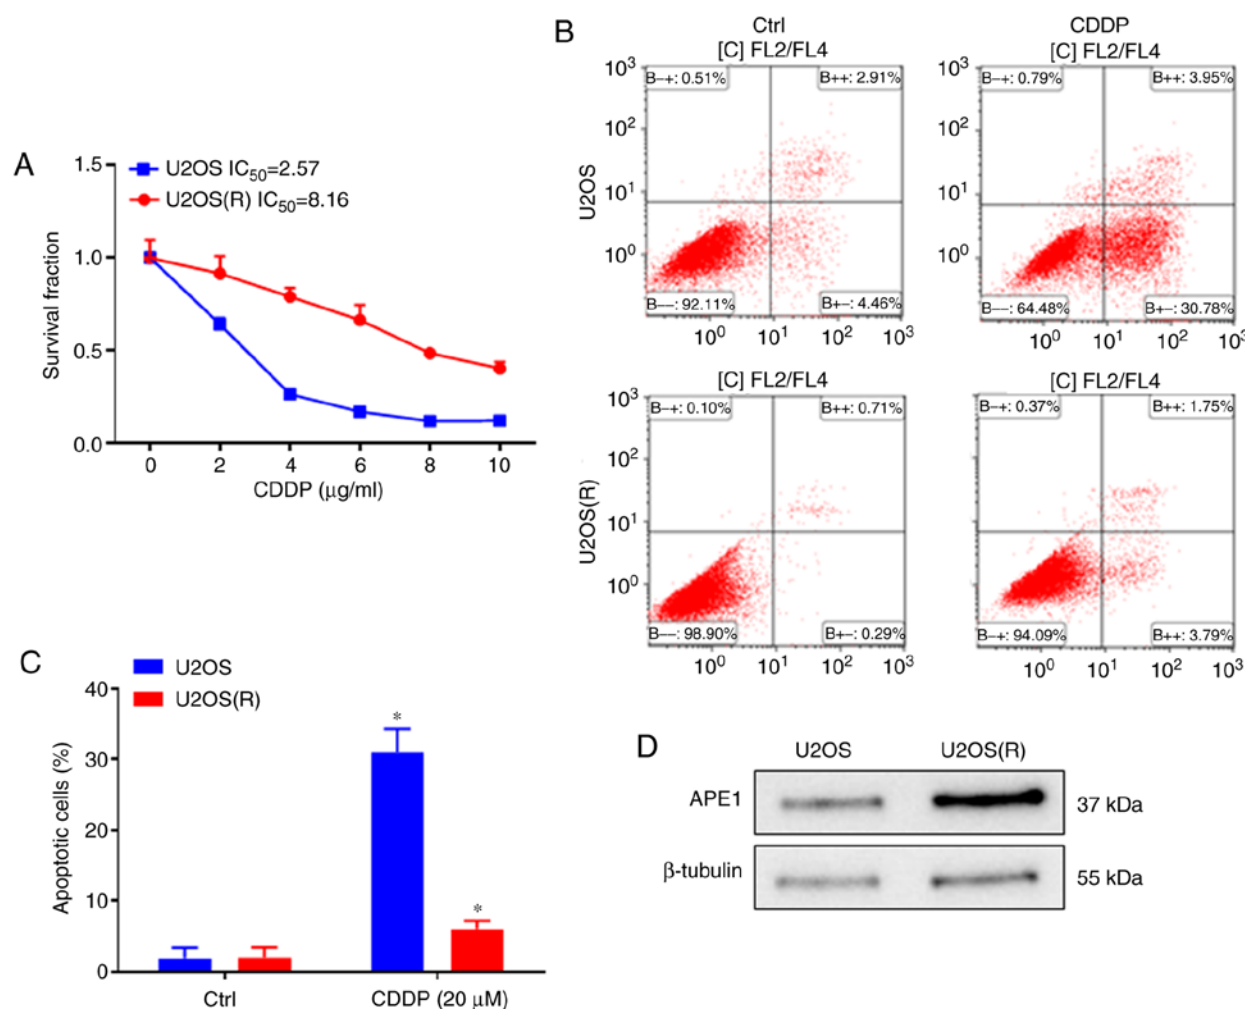 A
U2OS IC50=2.57
U2OS(R) IC50=8.16
1.5
1.0
0.5
0.0
Survival fraction
0 2 4 6 8 10
CDDP (μg/ml)
B
Ctrl
CDDP
[C] FL2/FL4
[C] FL2/FL4
U2OS
B−+: 0.51%
B++: 2.91%
B−−: 92.11%
B+−: 4.46%
10³
10²
10¹
10⁰
10⁰ 10¹ 10² 10³
B−+: 0.79%
B++: 3.95%
B−−: 64.48%
B+−: 30.78%
10³
10²
10¹
10⁰
10⁰ 10¹ 10² 10³
[C] FL2/FL4
[C] FL2/FL4
U2OS(R)
B−+: 0.10%
B++: 0.71%
B−−: 98.90%
B+−: 0.29%
10³
10²
10¹
10⁰
10⁰ 10¹ 10² 10³
B−+: 0.37%
B++: 1.75%
B−+: 94.09%
B++: 3.79%
10³
10²
10¹
10⁰
10⁰ 10¹ 10² 10³
C
U2OS
U2OS(R)
40
30
20
10
0
Apoptotic cells (%)
*
*
Ctrl
CDDP (20 μM)
D
U2OS
U2OS(R)
APE1
37 kDa
β-tubulin
55 kDa